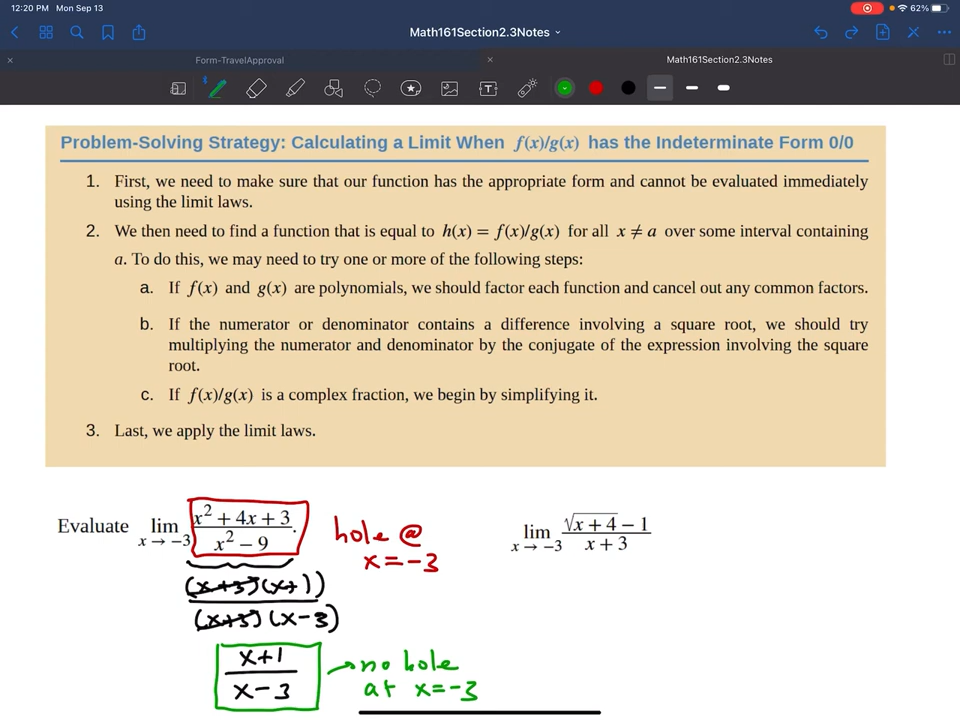 12:20 PM Mon Sep 13
62%
Math161Section2.3Notes
Form-TravelApproval
Math161Section2.3Notes
Problem-Solving Strategy: Calculating a Limit When f(x)/g(x) has the Indeterminate Form 0/0
1. First, we need to make sure that our function has the appropriate form and cannot be evaluated immediately
using the limit laws.
2. We then need to find a function that is equal to h(x) = f(x)/g(x) for all x ≠ a over some interval containing
a. To do this, we may need to try one or more of the following steps:
a. If f(x) and g(x) are polynomials, we should factor each function and cancel out any common factors.
b. If the numerator or denominator contains a difference involving a square root, we should try
multiplying the numerator and denominator by the conjugate of the expression involving the square
root.
c. If f(x)/g(x) is a complex fraction, we begin by simplifying it.
3. Last, we apply the limit laws.
Evaluate lim x → −3 (x² + 4x + 3)/(x² − 9).
hole @
x = −3
(x+3)(x+1)
(x+3)(x−3)
x+1
x−3
no hole
at x = −3
lim x → −3 (√(x + 4) − 1)/(x + 3)